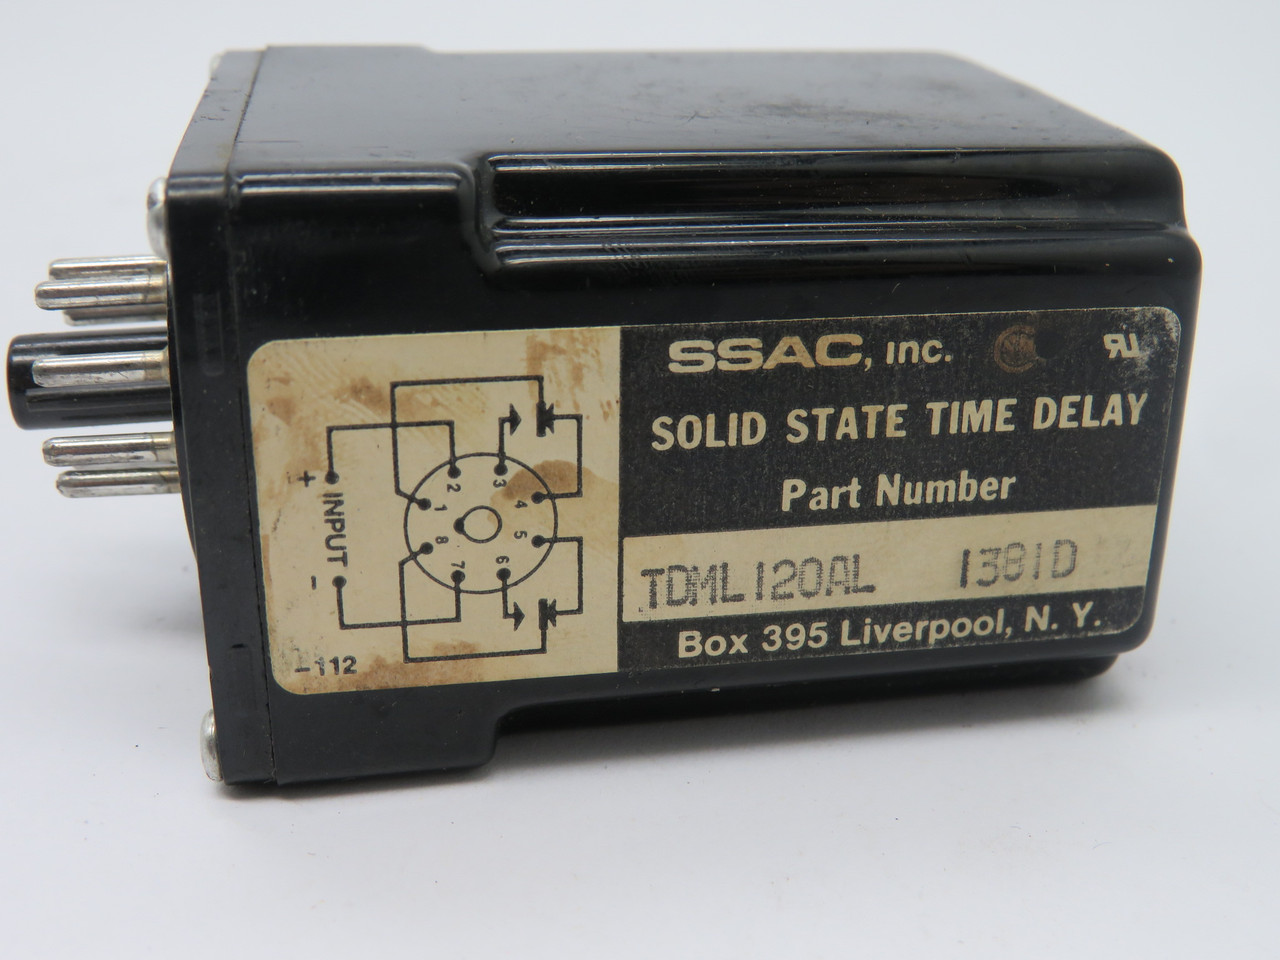 SSAC, INC.
SOLID STATE TIME DELAY
Part Number
TDML120AL 1381D
Box 395 Liverpool, N. Y.
+ INPUT -
1
2
3
4
5
6
7
8
-112